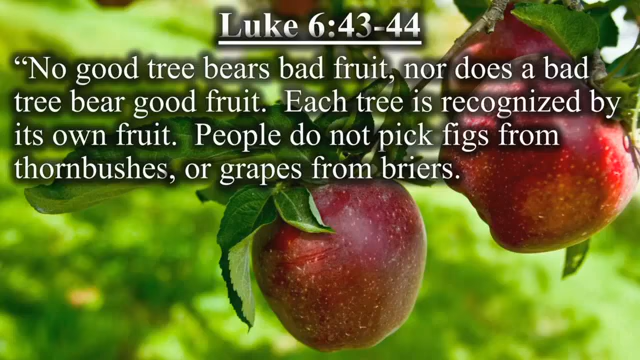 Luke 6:43-44
“No good tree bears bad fruit, nor does a bad
tree bear good fruit.  Each tree is recognized by
its own fruit.  People do not pick figs from
thornbushes, or grapes from briers.